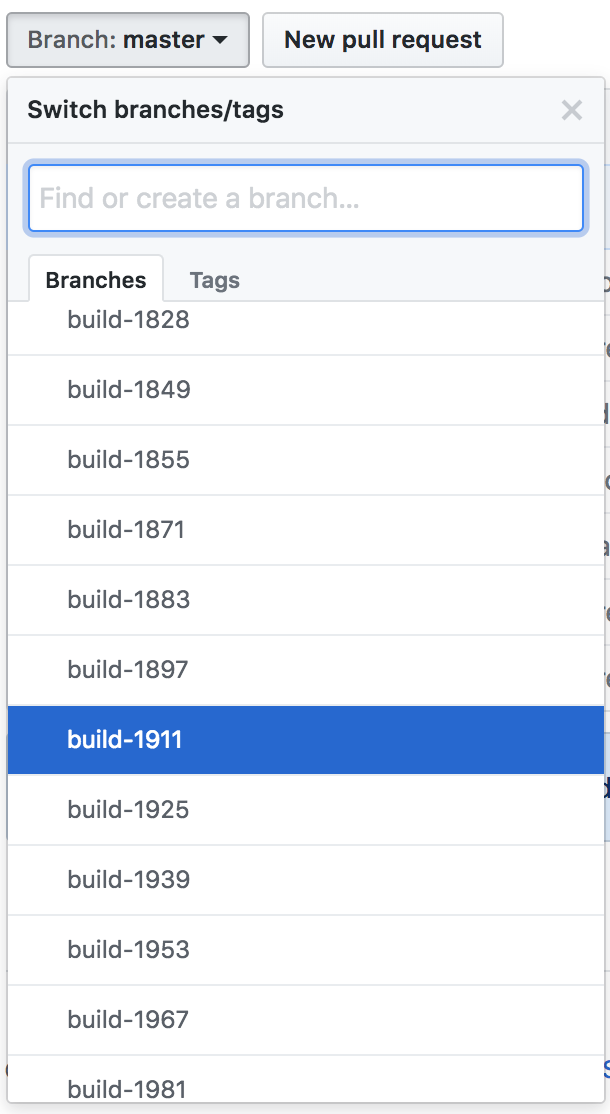 Branch: master New pull request
Switch branches/tags
Find or create a branch...
Branches Tags
build-1828
build-1849
build-1855
build-1871
build-1883
build-1897
build-1911
build-1925
build-1939
build-1953
build-1967
build-1981